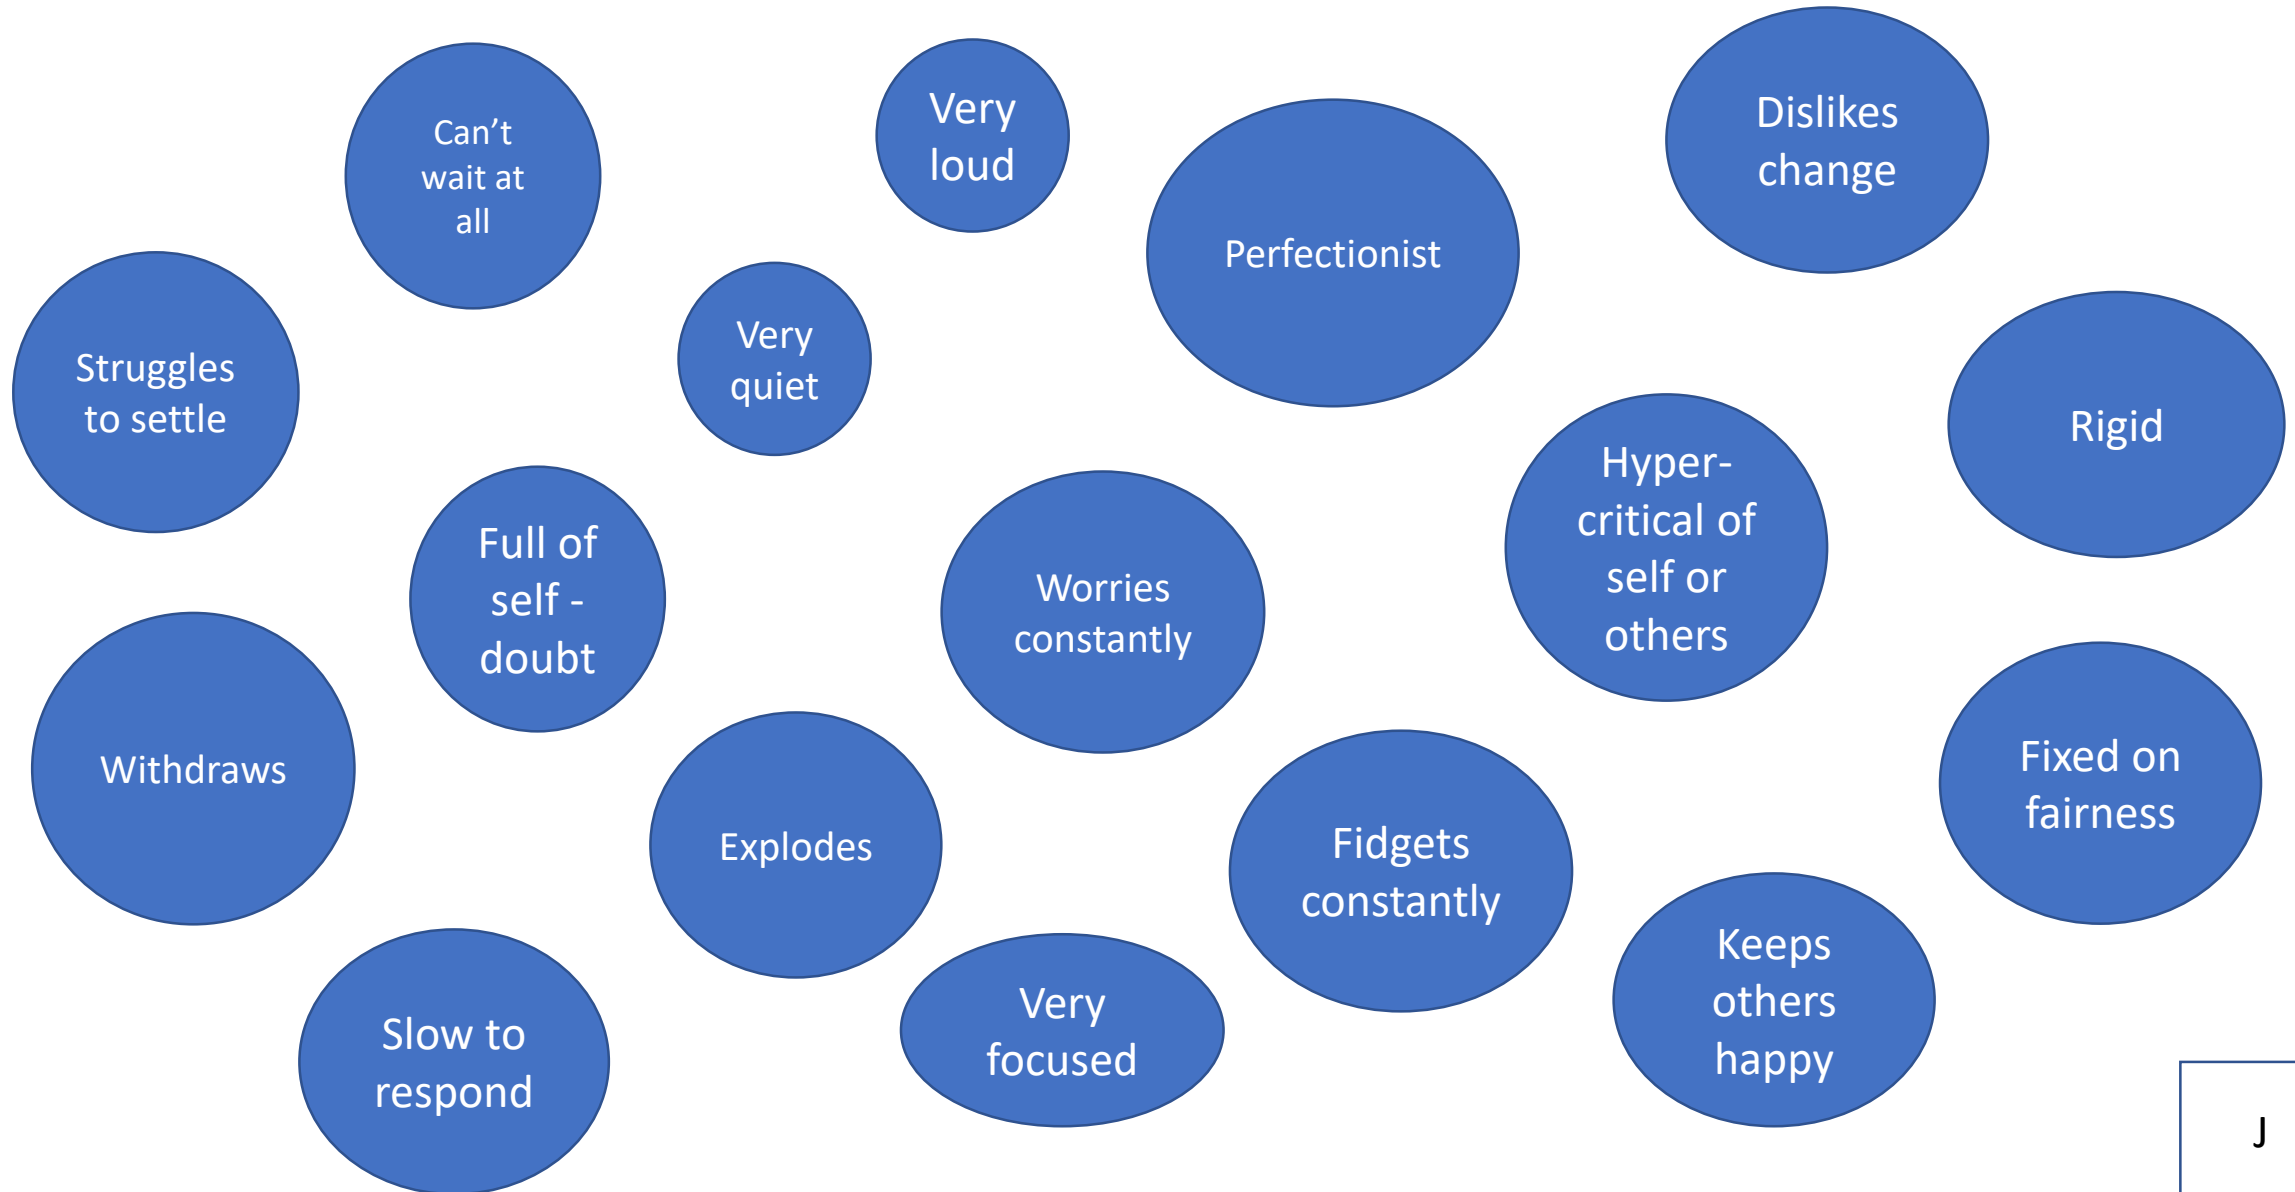 Can’t
wait at
all
Very
loud
Perfectionist
Dislikes
change
Struggles
to settle
Very
quiet
Rigid
Full of
self -
doubt
Worries
constantly
Hyper-
critical of
self or
others
Withdraws
Explodes
Fidgets
constantly
Fixed on
fairness
Slow to
respond
Very
focused
Keeps
others
happy
J